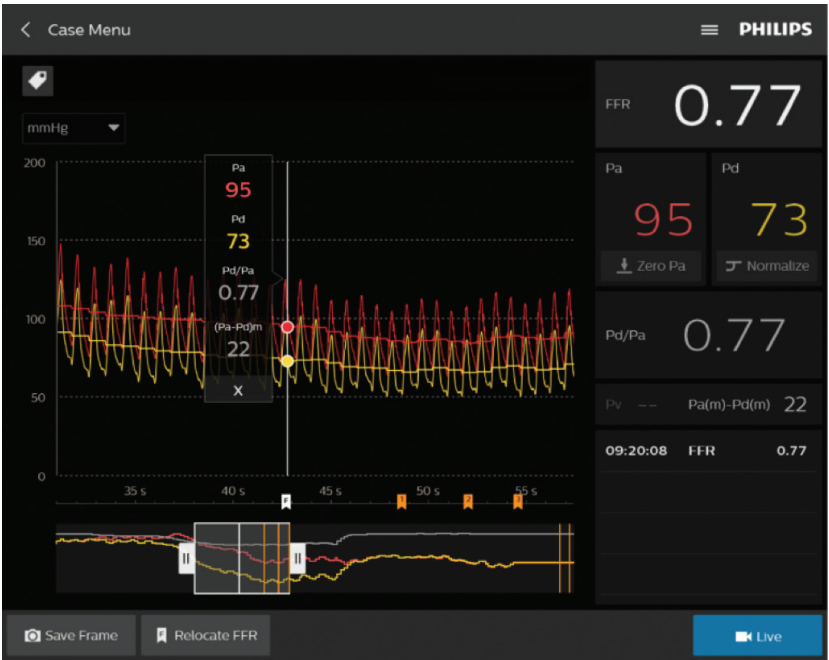 Case Menu
PHILIPS
mmHg
200
150
100
50
0
Pa
95
Pd
73
Pd/Pa
0.77
(Pa-Pd)m
22
X
35 s
40 s
45 s
50 s
55 s
F
1
2
3
FFR 0.77
Pa
95
Zero Pa
Pd
73
Normalize
Pd/Pa 0.77
Pv -- Pa(m)-Pd(m) 22
09:20:08 FFR 0.77
Save Frame
F Relocate FFR
Live